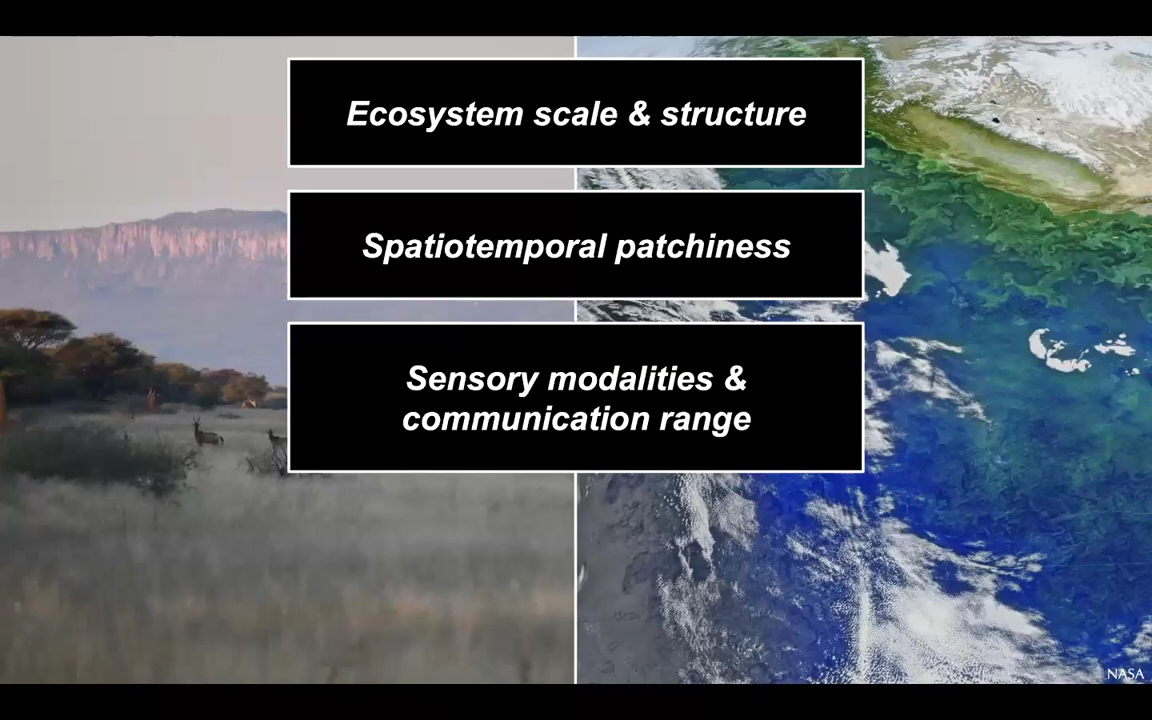 Ecosystem scale & structure
Spatiotemporal patchiness
Sensory modalities &
communication range
NASA